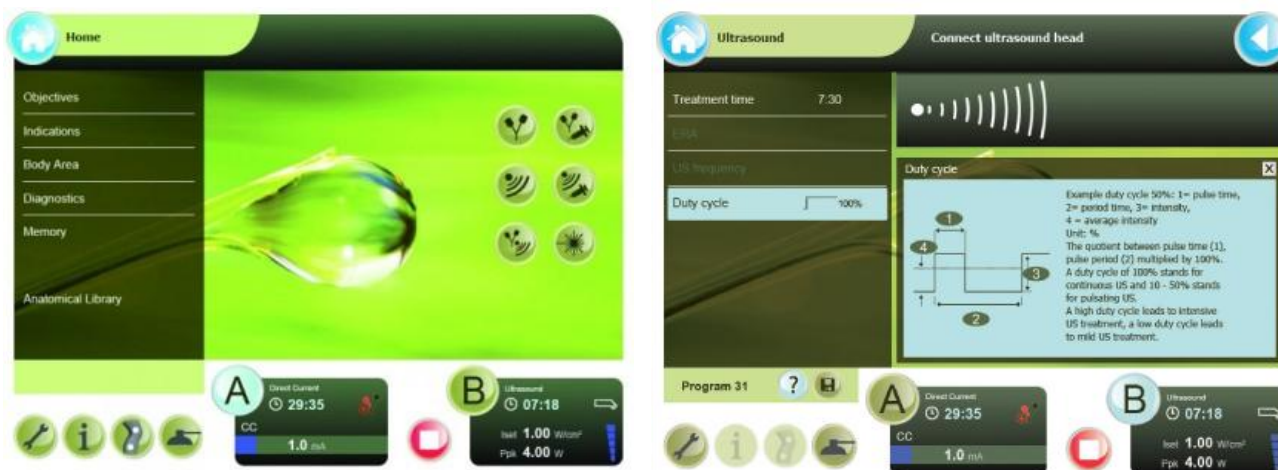 Home
Objectives
Indications
Body Area
Diagnostics
Memory
Anatomical Library
A
Direct Current
29:35
CC
1.0 mA
B
Ultrasound
07:18
Iset 1.00 W/cm²
Ppk 4.00 W
Ultrasound
Connect ultrasound head
Treatment time 7:30
ERA
US frequency
Duty cycle 100%
Duty cycle X
1
4
3
2
Example duty cycle 50%: 1= pulse time,
2= period time, 3= intensity,
4 = average intensity
Unit: %
The quotient between pulse time (1),
pulse period (2) multiplied by 100%.
A duty cycle of 100% stands for
continuous US and 10 - 50% stands
for pulsating US.
A high duty cycle leads to intensive
US treatment, a low duty cycle leads
to mild US treatment.
Program 31 ?
A
Direct Current
29:35
CC
1.0 mA
B
Ultrasound
07:18
Iset 1.00 W/cm²
Ppk 4.00 W